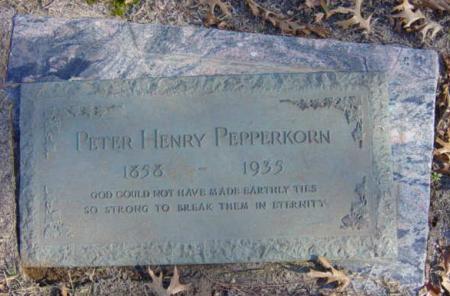 PETER HENRY PEPPERKORN
1858 - 1935
GOD COULD NOT HAVE MADE EARTHLY TIES
SO STRONG TO BREAK THEM IN ETERNITY